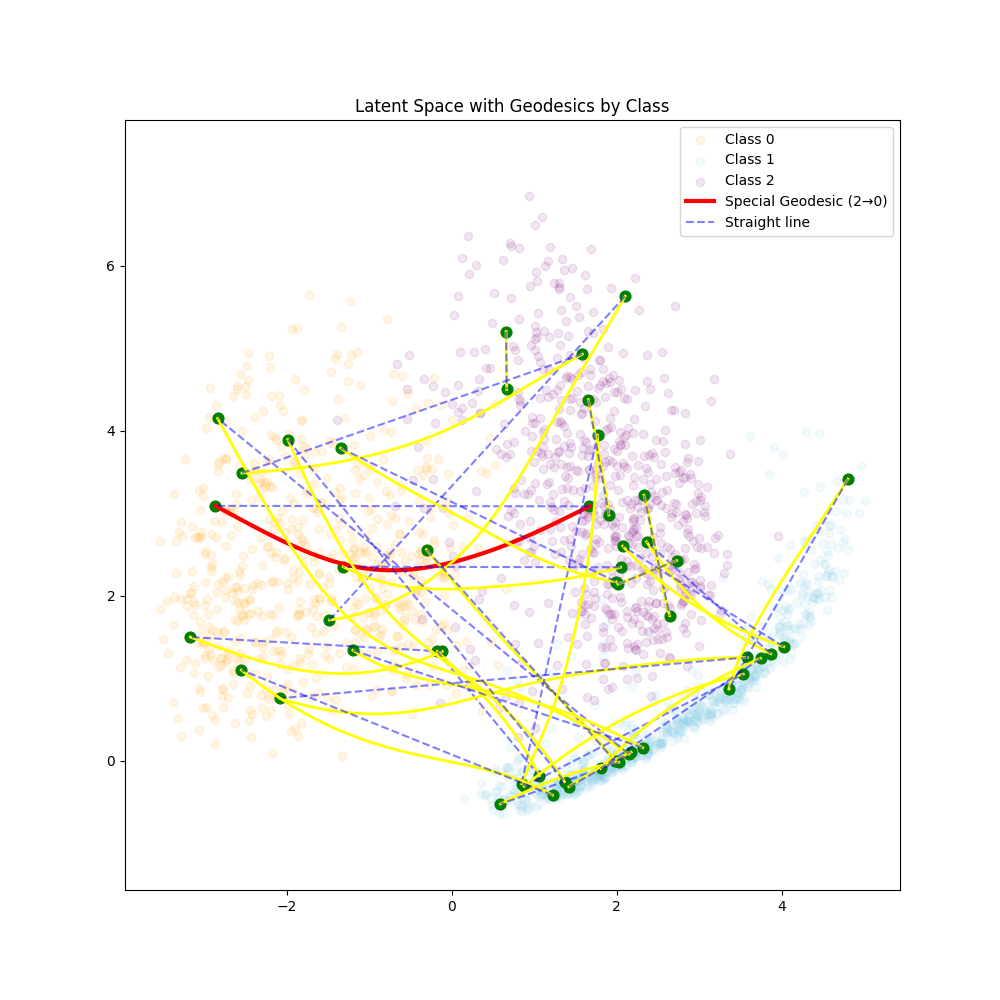 Latent Space with Geodesics by Class
Class 0
Class 1
Class 2
Special Geodesic (2→0)
Straight line
6
4
2
0
−2
0
2
4